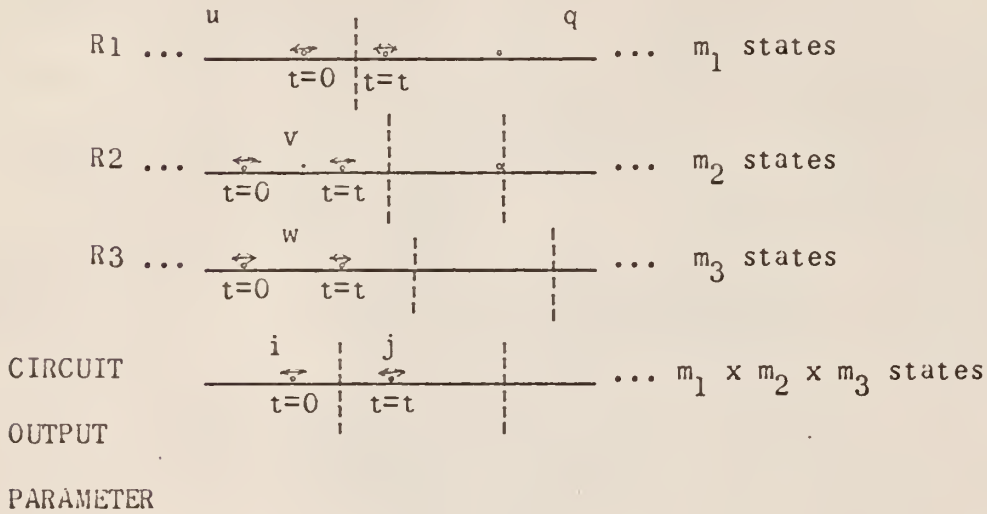 u q
R1 ... ... m₁ states
t=0 t=t
v
R2 ... ... m₂ states
t=0 t=t
w
R3 ... ... m₃ states
t=0 t=t
i j
CIRCUIT ... m₁ x m₂ x m₃ states
t=0 t=t
OUTPUT
PARAMETER